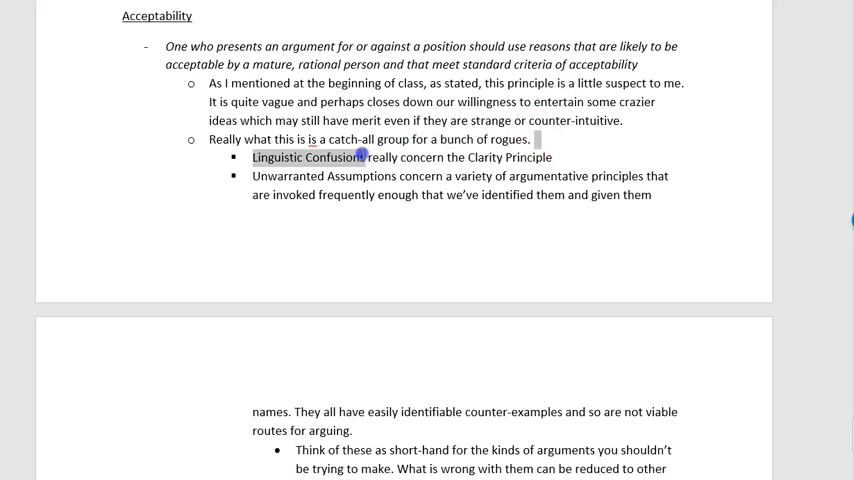 Acceptability
- One who presents an argument for or against a position should use reasons that are likely to be
acceptable by a mature, rational person and that meet standard criteria of acceptability
o As I mentioned at the beginning of class, as stated, this principle is a little suspect to me.
It is quite vague and perhaps closes down our willingness to entertain some crazier
ideas which may still have merit even if they are strange or counter-intuitive.
o Really what this is is a catch-all group for a bunch of rogues.
▪ Linguistic Confusions really concern the Clarity Principle
▪ Unwarranted Assumptions concern a variety of argumentative principles that
are invoked frequently enough that we’ve identified them and given them
names. They all have easily identifiable counter-examples and so are not viable
routes for arguing.
• Think of these as short-hand for the kinds of arguments you shouldn’t
be trying to make. What is wrong with them can be reduced to other